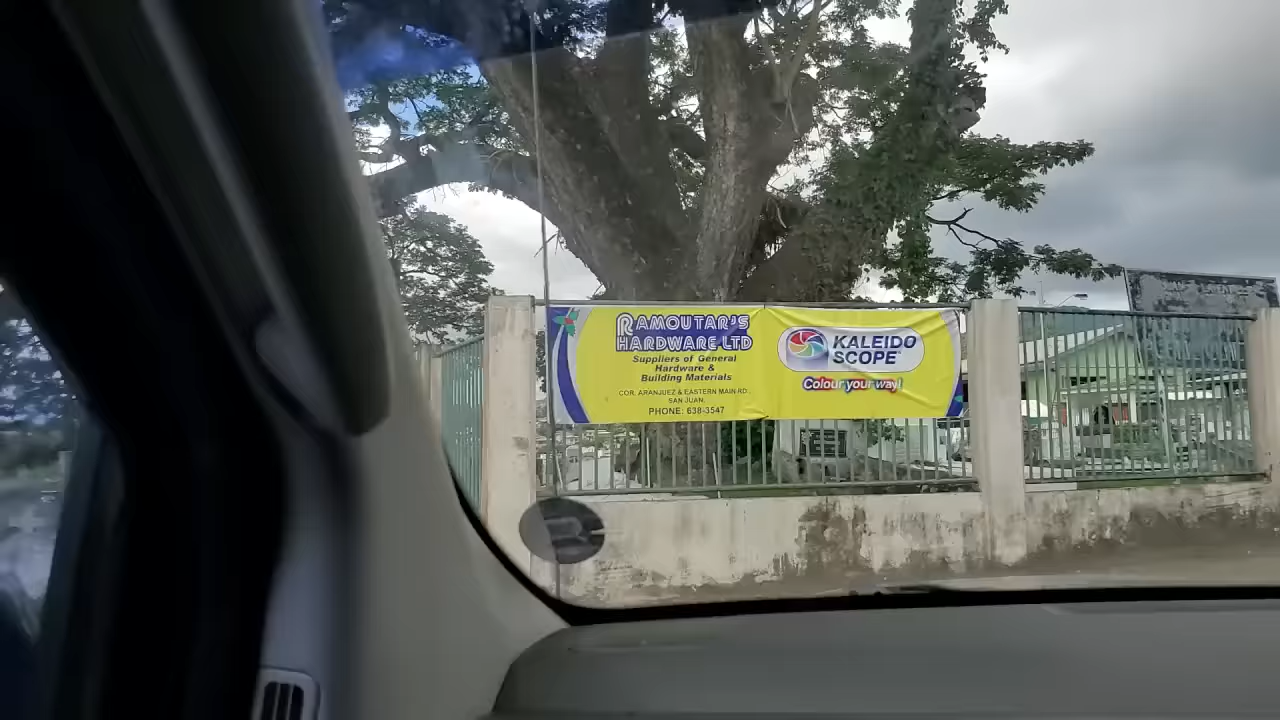 RAMOUTAR'S
HARDWARE LTD
Suppliers of General
Hardware &
Building Materials
COR. ARANJUEZ & EASTERN MAIN RD.
SAN JUAN.
PHONE: 638-3547
KALEIDO
SCOPE™
Colour your way!